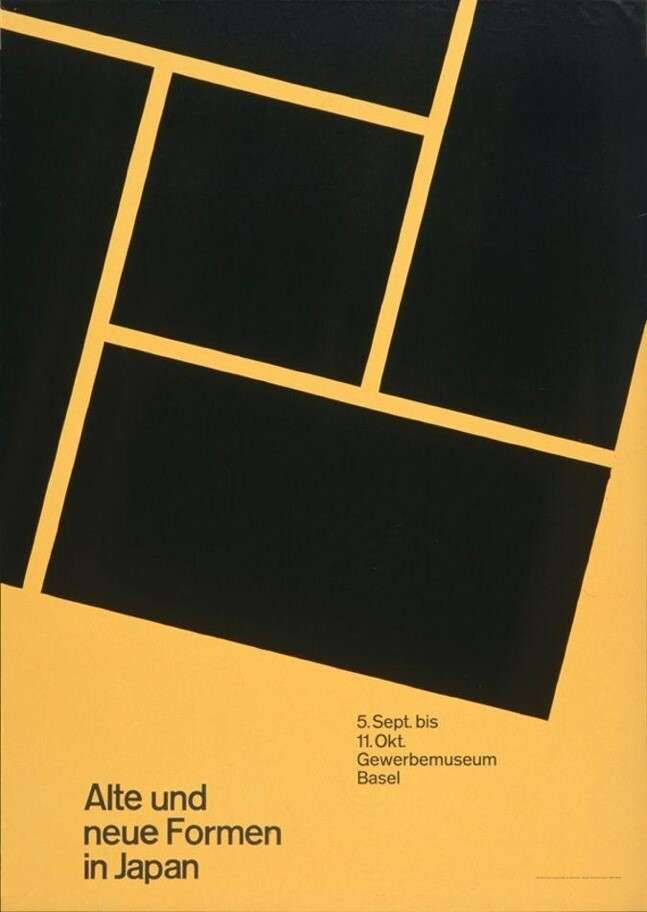 5. Sept. bis
11. Okt.
Gewerbemuseum
Basel
Alte und
neue Formen
in Japan